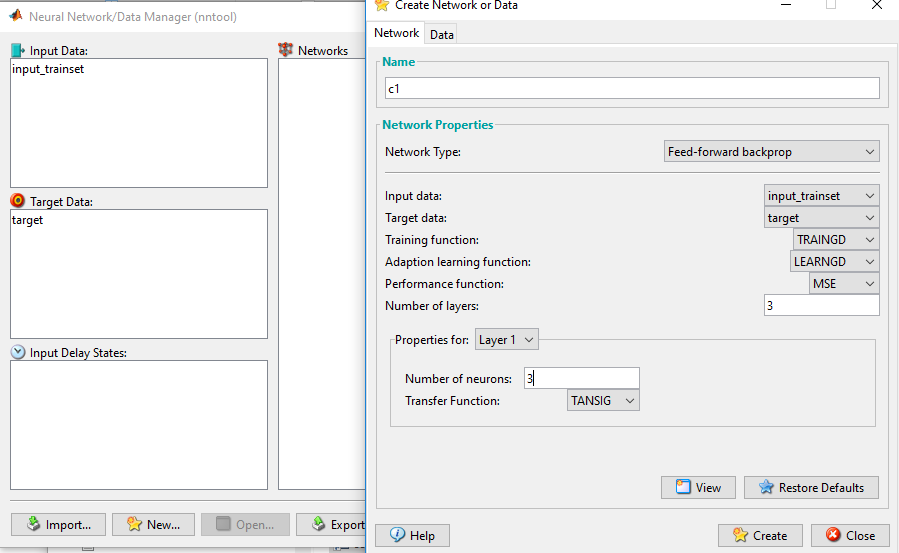 Neural Network/Data Manager (nntool)
Input Data:
input_trainset
Networks
Target Data:
target
Input Delay States:
Import...
New...
Open...
Export
Create Network or Data
Network
Data
Name
c1
Network Properties
Network Type:
Feed-forward backprop
Input data:
input_trainset
Target data:
target
Training function:
TRAINGD
Adaption learning function:
LEARNGD
Performance function:
MSE
Number of layers:
3
Properties for:
Layer 1
Number of neurons:
3
Transfer Function:
TANSIG
View
Restore Defaults
Help
Create
Close